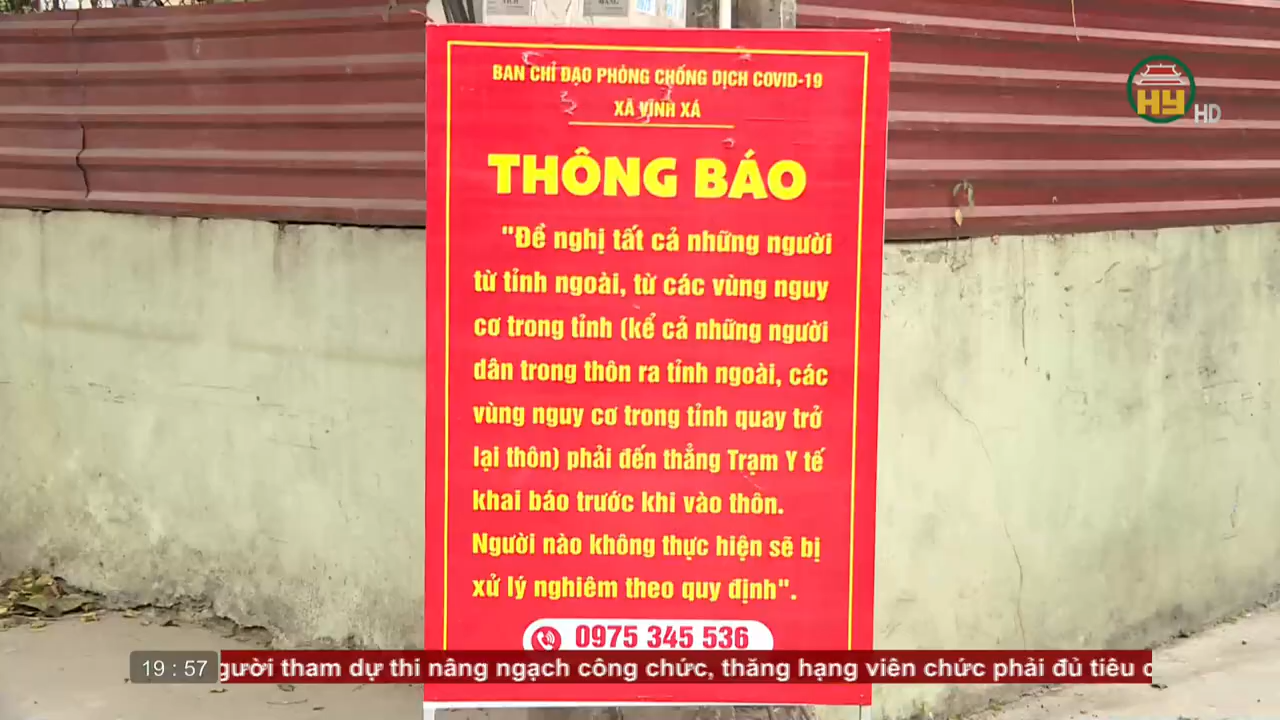 BAN CHỈ ĐẠO PHÒNG CHỐNG DỊCH COVID-19
XÃ VĨNH XÁ
THÔNG BÁO
"Đề nghị tất cả những người
từ tỉnh ngoài, từ các vùng nguy
cơ trong tỉnh (kể cả những người
dân trong thôn ra tỉnh ngoài, các
vùng nguy cơ trong tỉnh quay trở
lại thôn) phải đến thẳng Trạm Y tế
khai báo trước khi vào thôn.
Người nào không thực hiện sẽ bị
xử lý nghiêm theo quy định".
0975 345 536
HY HD
19 : 57
gười tham dự thi nâng ngạch công chức, thăng hạng viên chức phải đủ tiêu c